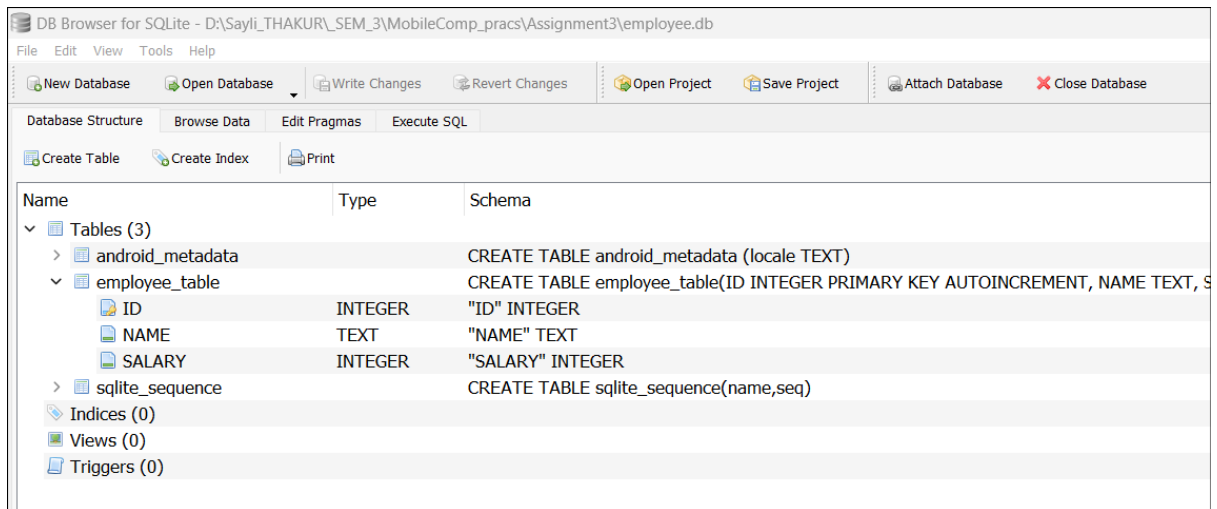 DB Browser for SQLite - D:\Sayli_THAKUR\_SEM_3\MobileComp_pracs\Assignment3\employee.db
File Edit View Tools Help
New Database Open Database Write Changes Revert Changes Open Project Save Project Attach Database Close Database
Database Structure Browse Data Edit Pragmas Execute SQL
Create Table Create Index Print
Name Type Schema
Tables (3)
android_metadata CREATE TABLE android_metadata (locale TEXT)
employee_table CREATE TABLE employee_table(ID INTEGER PRIMARY KEY AUTOINCREMENT, NAME TEXT, S
ID INTEGER "ID" INTEGER
NAME TEXT "NAME" TEXT
SALARY INTEGER "SALARY" INTEGER
sqlite_sequence CREATE TABLE sqlite_sequence(name,seq)
Indices (0)
Views (0)
Triggers (0)